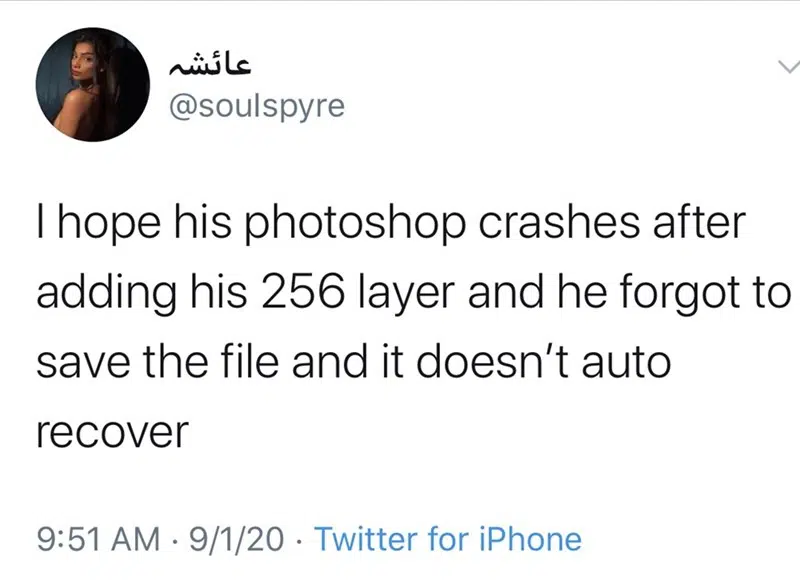 عائشہ
@soulspyre
I hope his photoshop crashes after
adding his 256 layer and he forgot to
save the file and it doesn’t auto
recover
9:51 AM · 9/1/20 · Twitter for iPhone